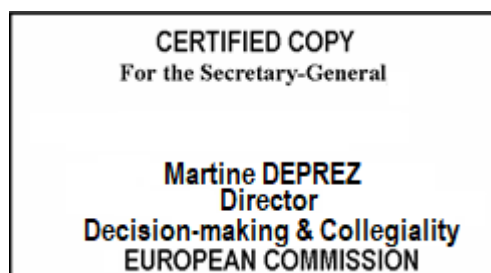 CERTIFIED COPY
For the Secretary-General
Martine DEPREZ
Director
Decision-making & Collegiality
EUROPEAN COMMISSION